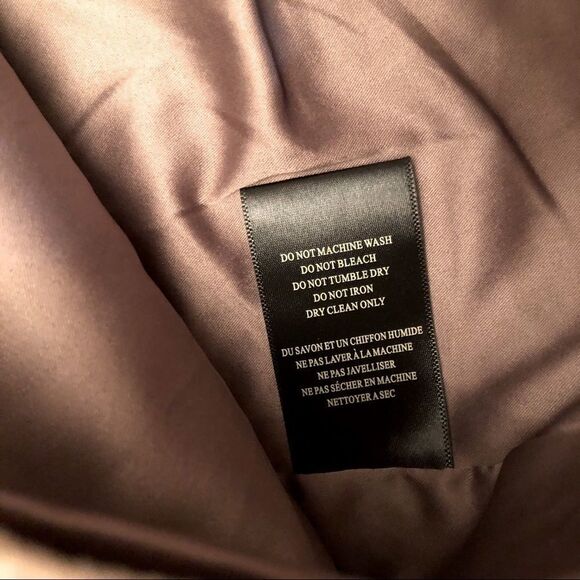 DO NOT MACHINE WASH
DO NOT BLEACH
DO NOT TUMBLE DRY
DO NOT IRON
DRY CLEAN ONLY
DU SAVON ET UN CHIFFON HUMIDE
NE PAS LAVER À LA MACHINE
NE PAS JAVELLISER
NE PAS SÉCHER EN MACHINE
NETTOYER A SEC